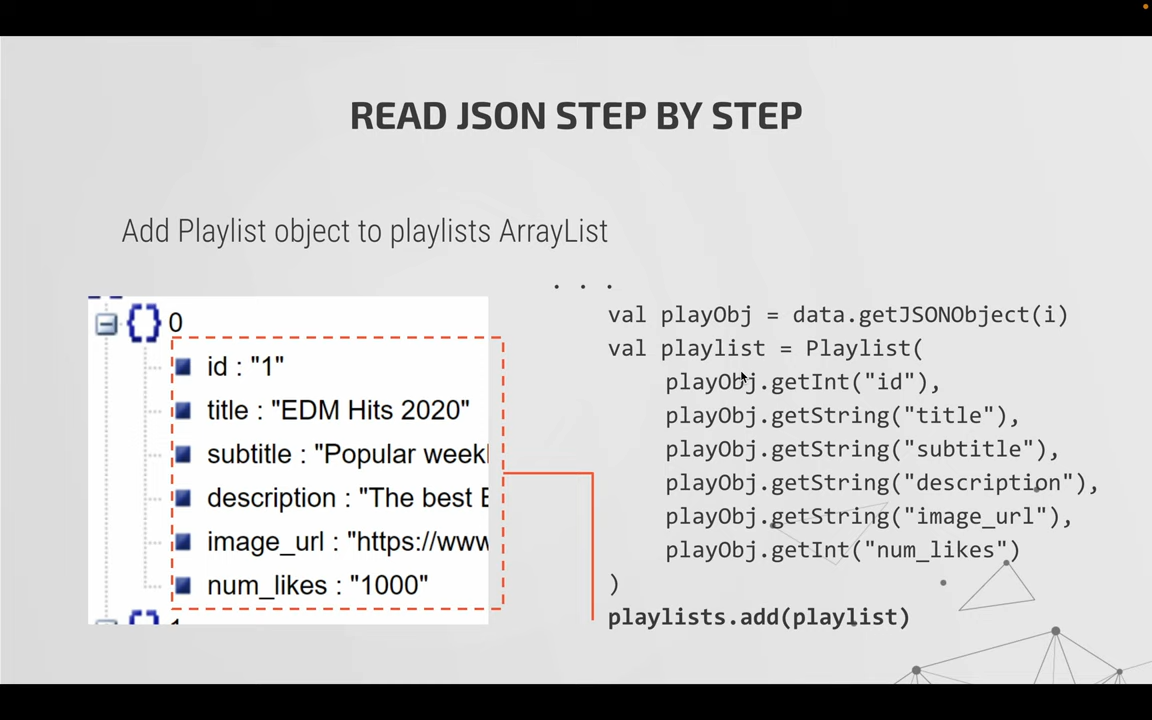 READ JSON STEP BY STEP
Add Playlist object to playlists ArrayList
0
id : "1"
title : "EDM Hits 2020"
subtitle : "Popular weekl
description : "The best
image_url : "https://www
num_likes : "1000"
. . .
val playObj = data.getJSONObject(i)
val playlist = Playlist(
playObj.getInt("id"),
playObj.getString("title"),
playObj.getString("subtitle"),
playObj.getString("description"),
playObj.getString("image_url"),
playObj.getInt("num_likes")
)
playlists.add(playlist)